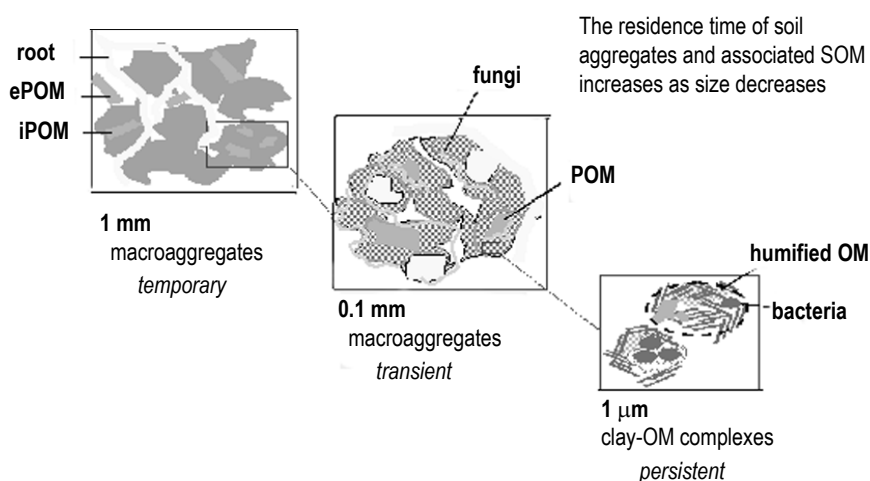 The residence time of soil
aggregates and associated SOM
increases as size decreases
root
ePOM
iPOM
1 mm
macroaggregates
temporary
fungi
POM
0.1 mm
macroaggregates
transient
humified OM
bacteria
1 μm
clay-OM complexes
persistent